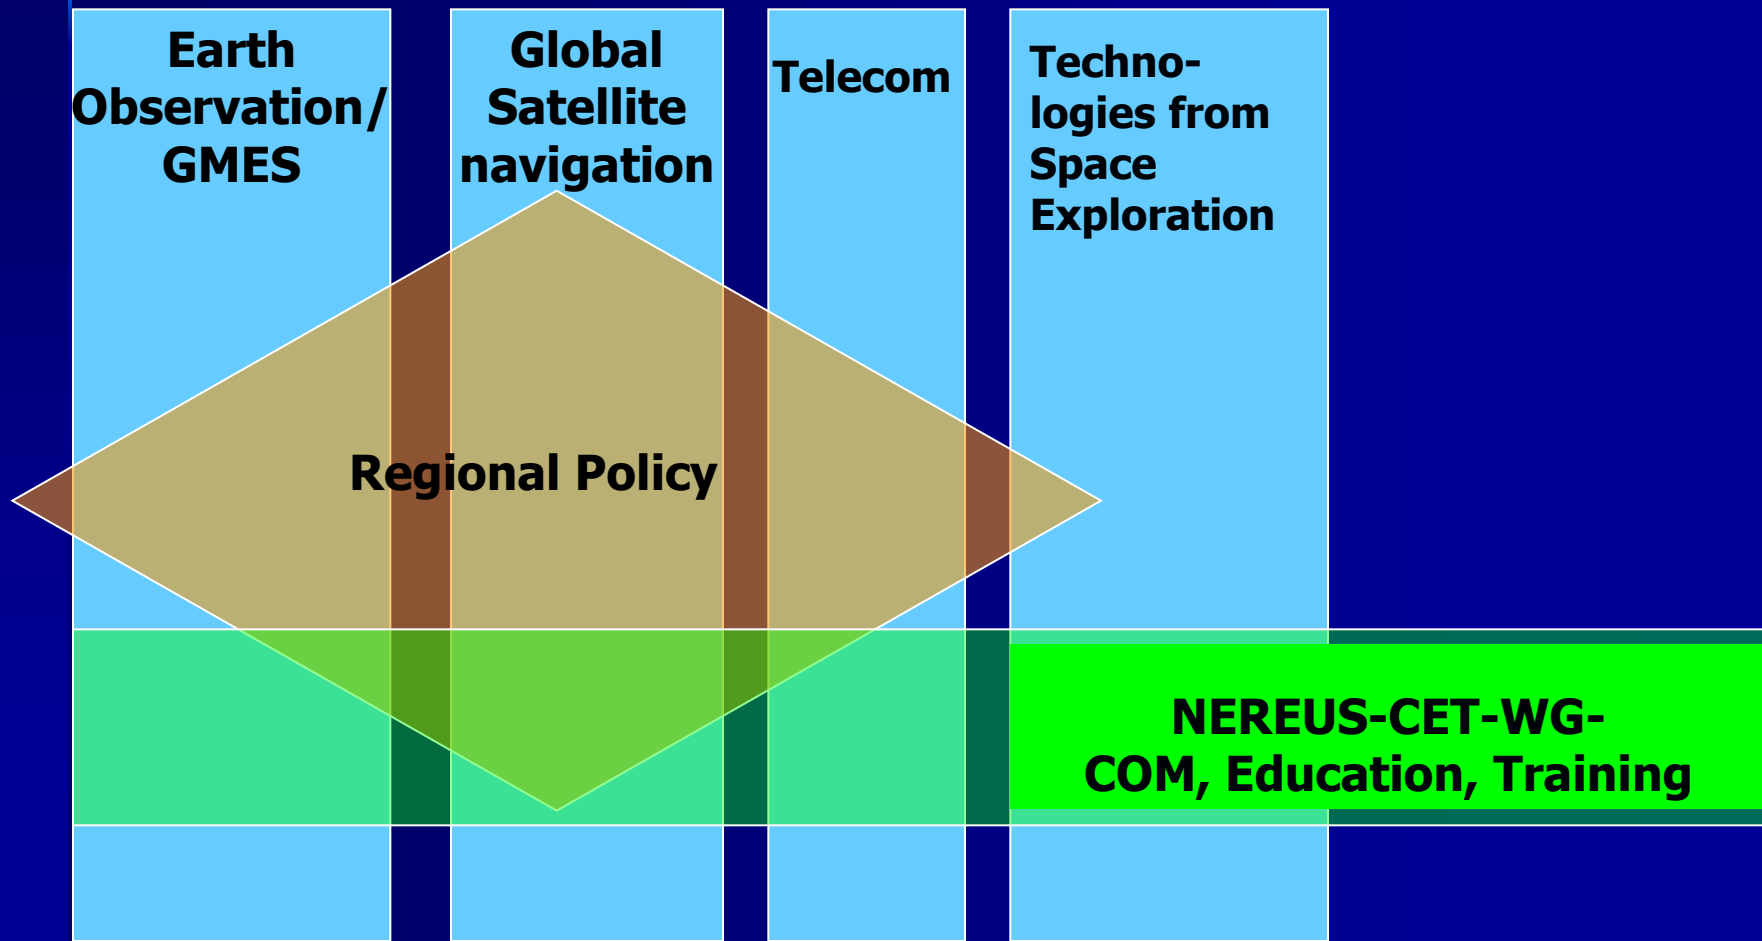 Earth
Observation/
GMES
Global
Satellite
navigation
Telecom
Techno-
logies from
Space
Exploration
Regional Policy
NEREUS-CET-WG-
COM, Education, Training